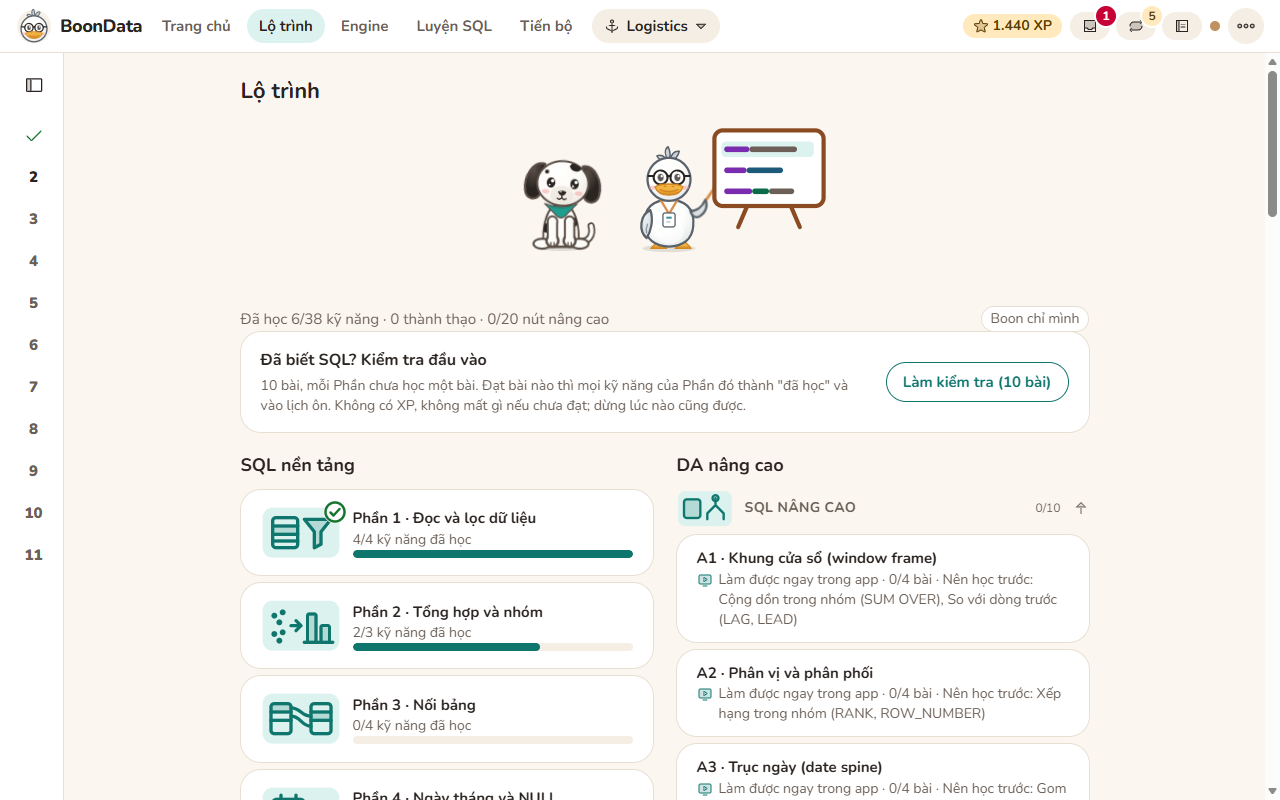 BoonData Trang chủ Lộ trình Engine Luyện SQL Tiến bộ Logistics 1.440 XP 1 5
Lộ trình
2
3
4
5
6
7
8
9
10
11
Đã học 6/38 kỹ năng · 0 thành thạo · 0/20 nút nâng cao
Boon chỉ mình
Đã biết SQL? Kiểm tra đầu vào
10 bài, mỗi Phần chưa học một bài. Đạt bài nào thì mọi kỹ năng của Phần đó thành "đã học" và
vào lịch ôn. Không có XP, không mất gì nếu chưa đạt; dừng lúc nào cũng được.
Làm kiểm tra (10 bài)
SQL nền tảng
Phần 1 · Đọc và lọc dữ liệu
4/4 kỹ năng đã học
Phần 2 · Tổng hợp và nhóm
2/3 kỹ năng đã học
Phần 3 · Nối bảng
0/4 kỹ năng đã học
Phần 4 · Ngày tháng và NULL
DA nâng cao
SQL NÂNG CAO 0/10
A1 · Khung cửa sổ (window frame)
Làm được ngay trong app · 0/4 bài · Nên học trước:
Cộng dồn trong nhóm (SUM OVER), So với dòng trước
(LAG, LEAD)
A2 · Phân vị và phân phối
Làm được ngay trong app · 0/4 bài · Nên học trước: Xếp
hạng trong nhóm (RANK, ROW_NUMBER)
A3 · Trục ngày (date spine)
Làm được ngay trong app · 0/4 bài · Nên học trước: Gom